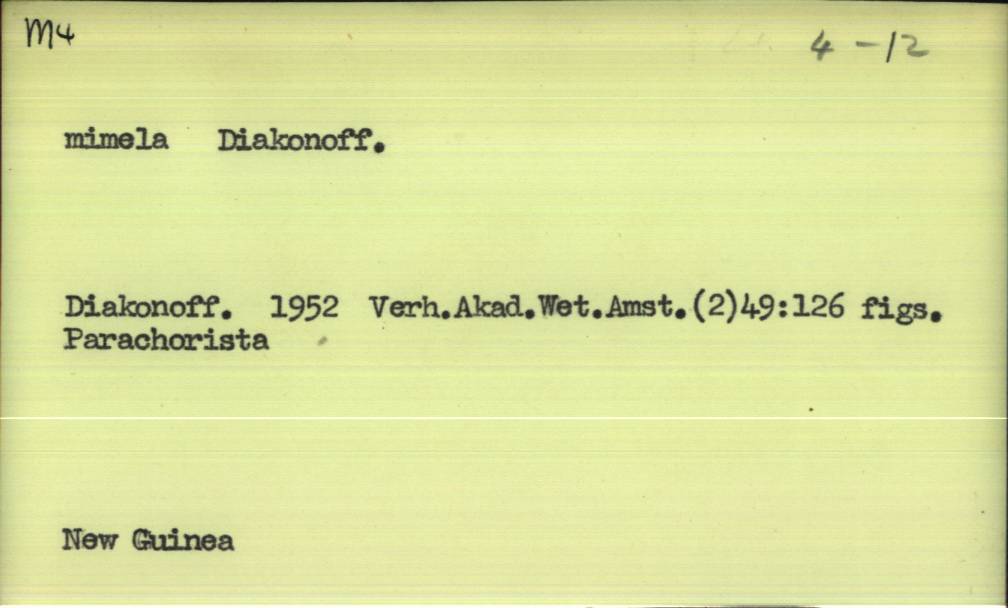 M4
4 - 12
mimela Diakonoff.
Diakonoff. 1952 Verh.Akad.Wet.Amst.(2)49:126 figs.
Parachorista
New Guinea